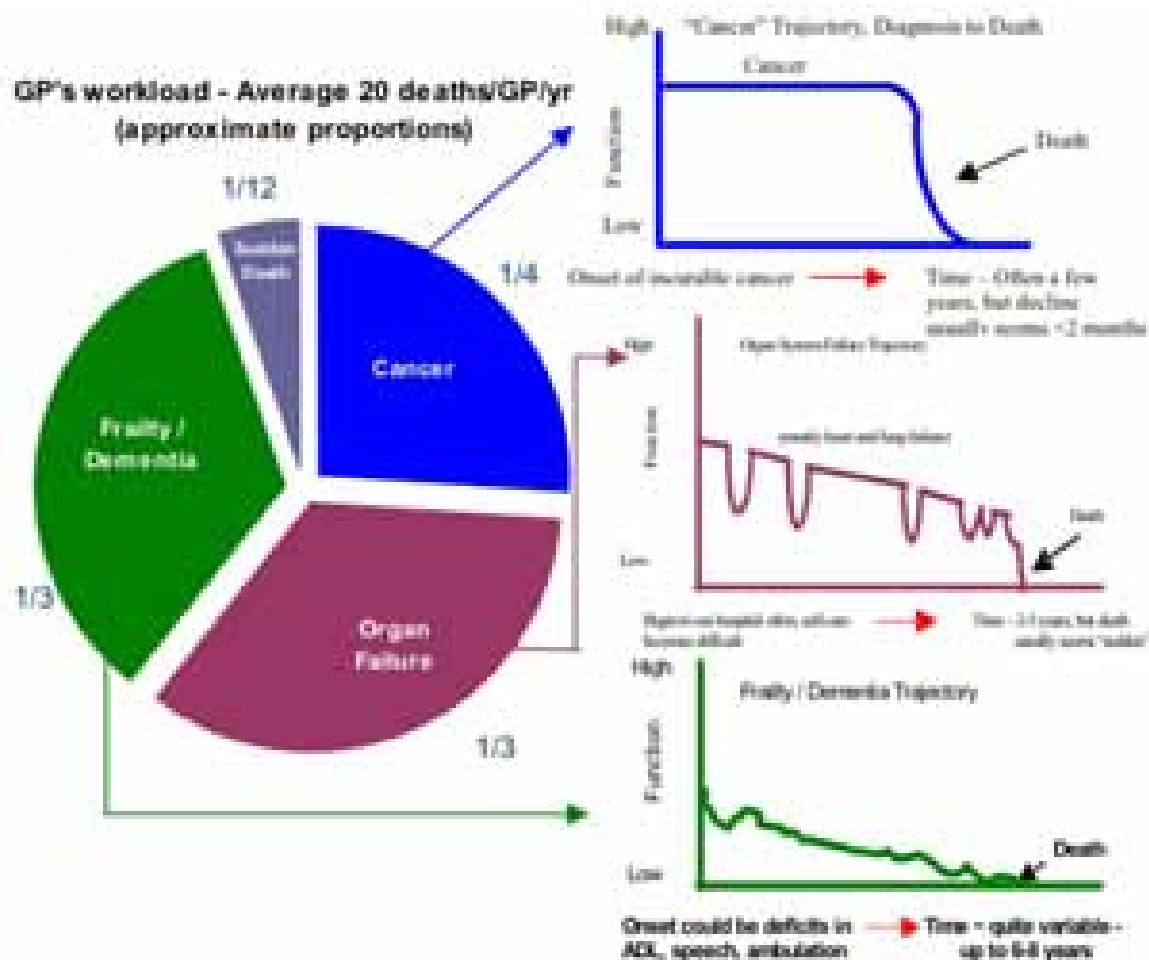 GP's workload - Average 20 deaths/GP/yr
(approximate proportions)
1/12
Sudden
Death
1/4
Cancer
Frailty /
Dementia
1/3
Organ
Failure
1/3
High
"Cancer" Trajectory, Diagnosis to Death
Cancer
Function
Death
Low
Onset of incurable cancer
Time - Often a few
years, but decline
usually seems <2 months
Organ System Failure Trajectory
Function
(mostly heart and lung failure)
Death
Low
become difficult
Time - 2-5 years, but death
usually seems "sudden"
High
Frailty / Dementia Trajectory
Function
Death
Low
Onset could be deficits in
ADL, speech, ambulation
Time - quite variable -
up to 6-8 years